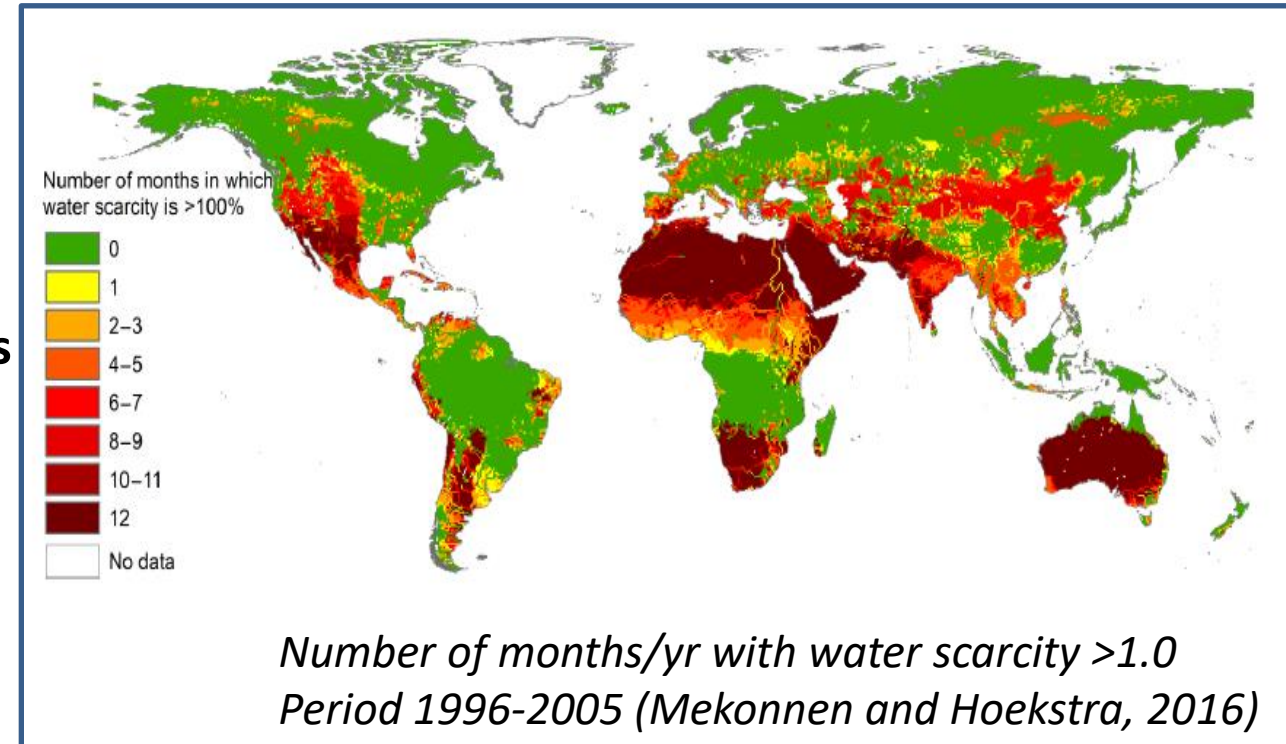 Number of months in which
water scarcity is >100%
0
1
2–3
4–5
s
6–7
8–9
10–11
12
No data
Number of months/yr with water scarcity >1.0
Period 1996-2005 (Mekonnen and Hoekstra, 2016)